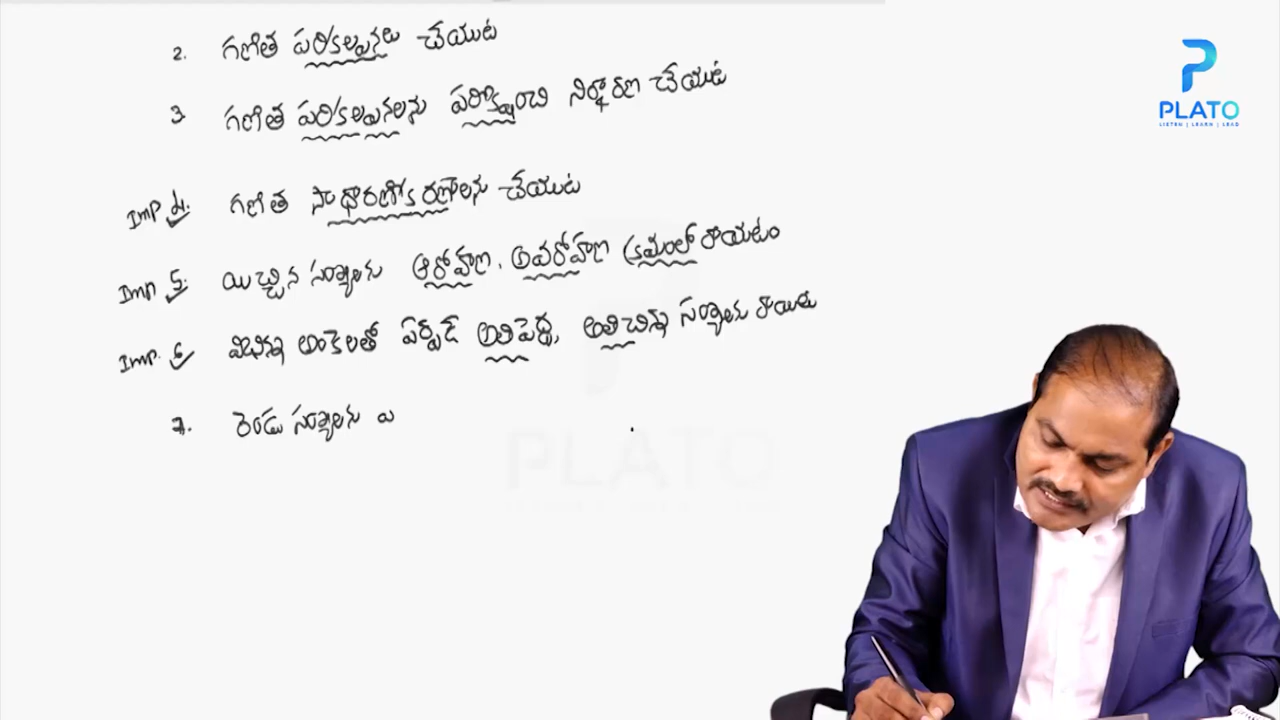 2. గణిత పరికల్పనలు చేయుట
3 గణిత పరికల్పనలను పరీక్షించి నిర్ధారణ చేయుట
Imp 4. గణిత సాధారణీకరణాలను చేయుట
Imp 5. యిచ్చిన సంఖ్యలను ఆరోహణ, అవరోహణ క్రమంలో రాయటం
Imp. 6 విభిన్న అంకెలతో ఏర్పడే అతిపెద్ద, అతిచిన్న సంఖ్యలను రాయుట
7. రెండు సంఖ్యలను
PLATO
LISTEN | LEARN | LEAD
PLATO